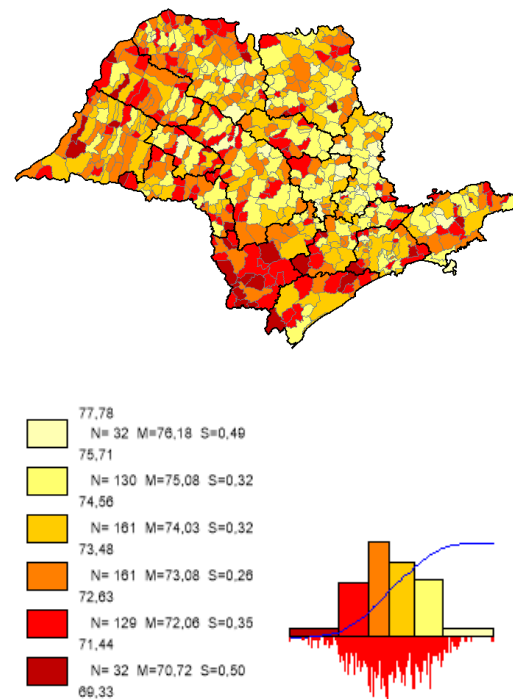 77,78
N= 32 M=76,18 S=0,49
75,71
N= 130 M=75,08 S=0,32
74,56
N= 161 M=74,03 S=0,32
73,48
N= 161 M=73,08 S=0,26
72,63
N= 129 M=72,06 S=0,35
71,44
N= 32 M=70,72 S=0,50
69,33